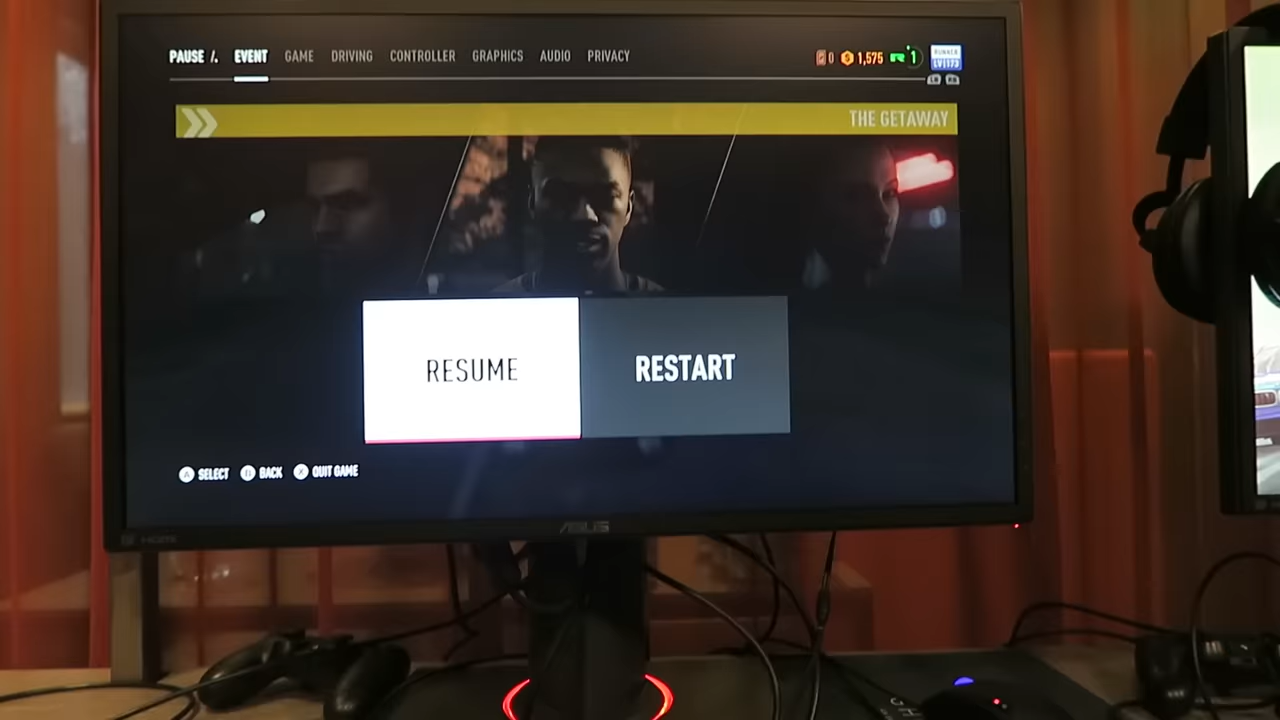 PAUSE /. EVENT GAME DRIVING CONTROLLER GRAPHICS AUDIO PRIVACY 0 1,575 1
THE GETAWAY
RESUME RESTART
A SELECT B BACK X QUIT GAME
ASUS
HDMI